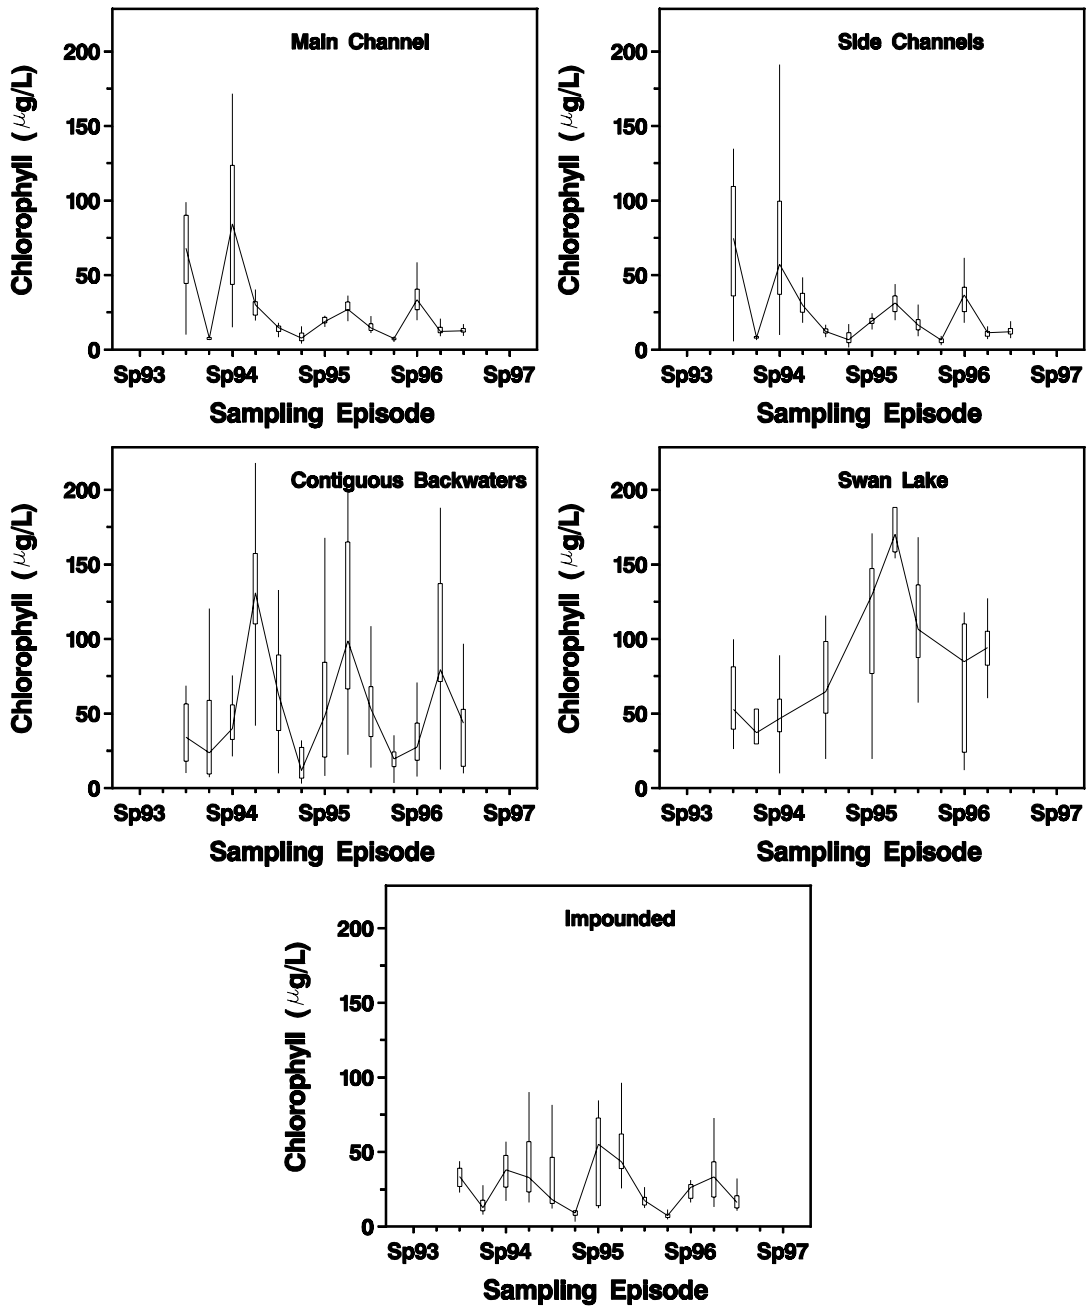 Main Channel
200
150
100
50
0
Chlorophyll (μg/L)
Sp93 Sp94 Sp95 Sp96 Sp97
Sampling Episode
Side Channels
200
150
100
50
0
Chlorophyll (μg/L)
Sp93 Sp94 Sp95 Sp96 Sp97
Sampling Episode
Contiguous Backwaters
200
150
100
50
0
Chlorophyll (μg/L)
Sp93 Sp94 Sp95 Sp96 Sp97
Sampling Episode
Swan Lake
200
150
100
50
0
Chlorophyll (μg/L)
Sp93 Sp94 Sp95 Sp96 Sp97
Sampling Episode
Impounded
200
150
100
50
0
Chlorophyll (μg/L)
Sp93 Sp94 Sp95 Sp96 Sp97
Sampling Episode